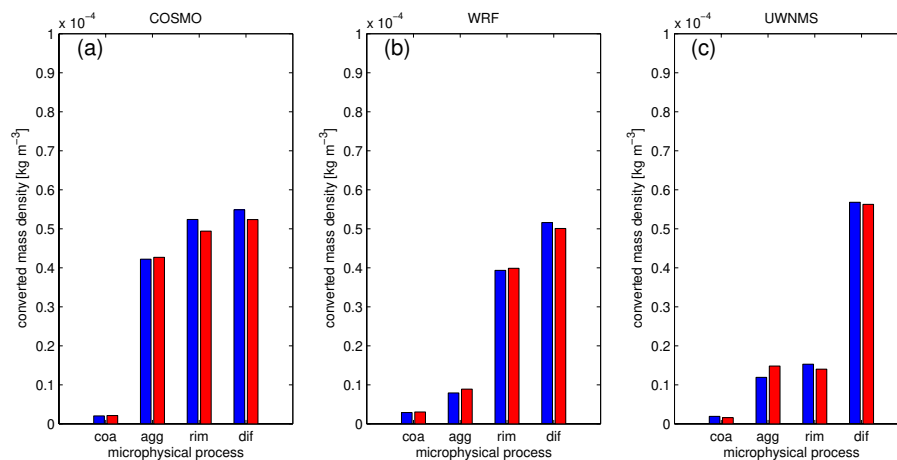 COSMO
x 10⁻⁴
(a)
1
0.9
0.8
0.7
0.6
0.5
0.4
0.3
0.2
0.1
0
converted mass density [kg m⁻³]
coa agg rim dif
microphysical process
WRF
x 10⁻⁴
(b)
1
0.9
0.8
0.7
0.6
0.5
0.4
0.3
0.2
0.1
0
converted mass density [kg m⁻³]
coa agg rim dif
microphysical process
UWNMS
x 10⁻⁴
(c)
1
0.9
0.8
0.7
0.6
0.5
0.4
0.3
0.2
0.1
0
converted mass density [kg m⁻³]
coa agg rim dif
microphysical process